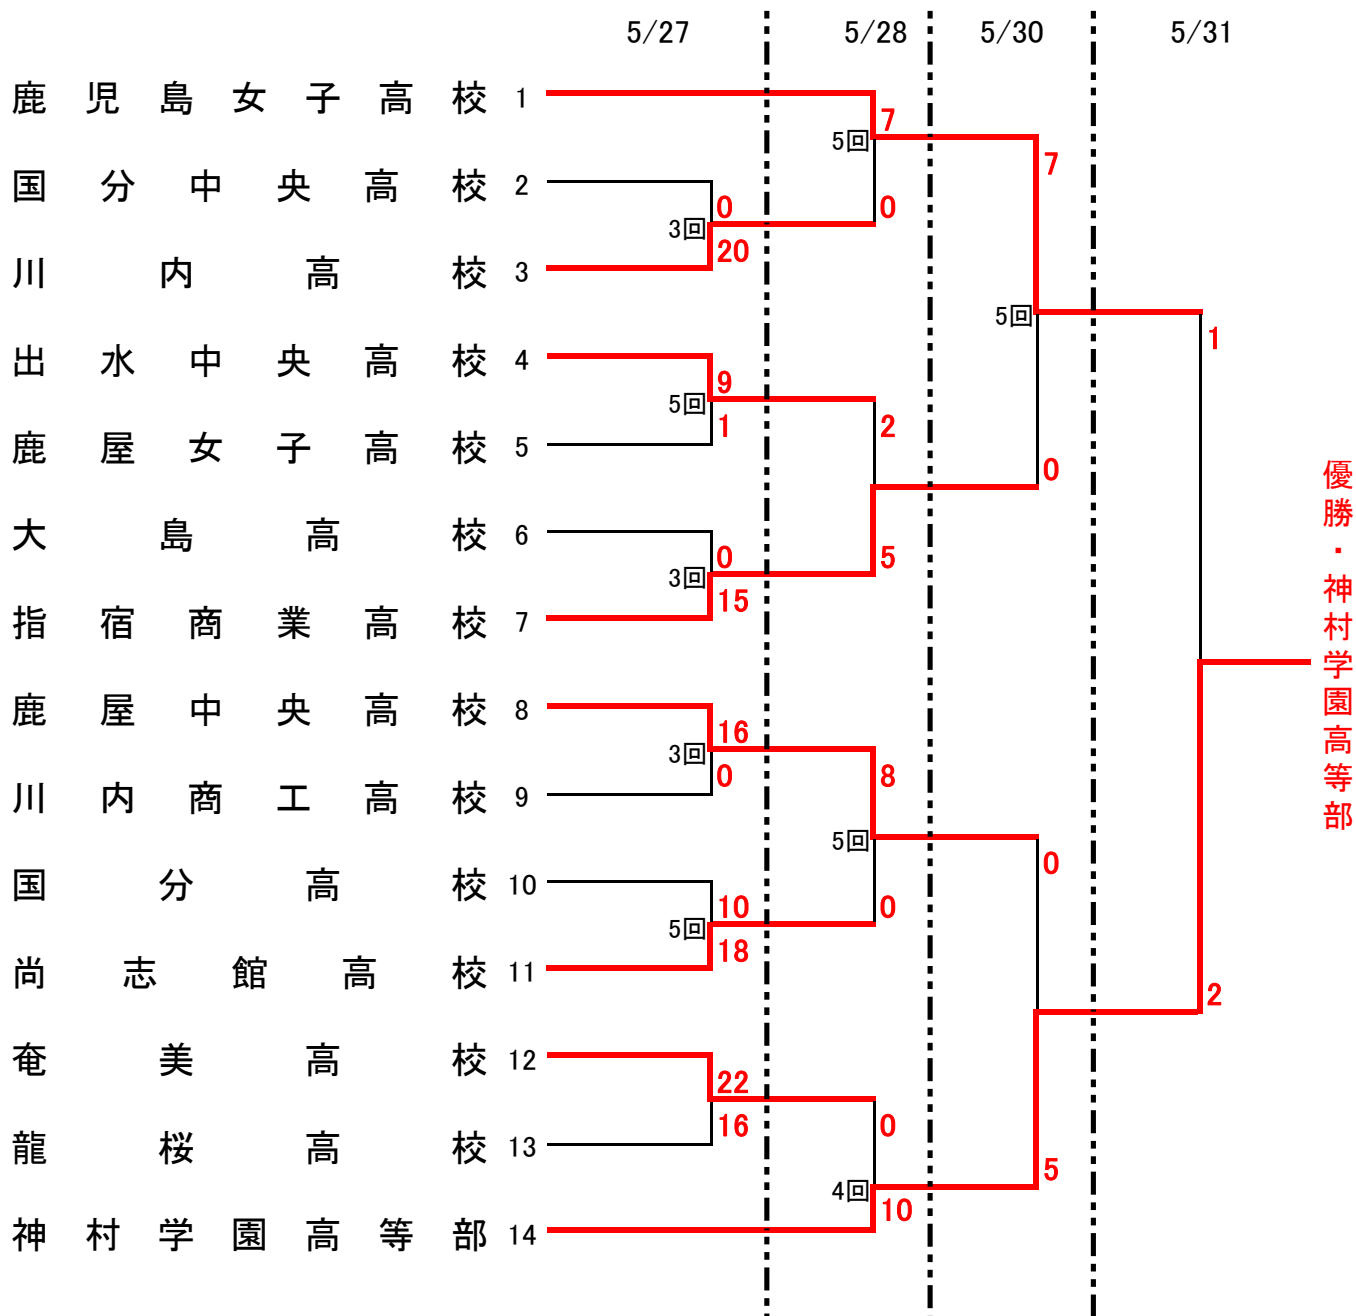 5/27 5/28 5/30 5/31
鹿児島女子高校 1
7
5回
7
国分中央高校 2
0
0
3回
20
川内高校 3
5回
1
出水中央高校 4
9
5回
1
2
鹿屋女子高校 5
0
大島高校 6
0
5
3回
15
指宿商業高校 7
優勝・神村学園高等部
鹿屋中央高校 8
16
3回
0
8
川内商工高校 9
5回
0
国分高校 10
10
0
5回
18
尚志館高校 11
2
奄美高校 12
22
16
0
龍桜高校 13
5
4回
10
神村学園高等部 14